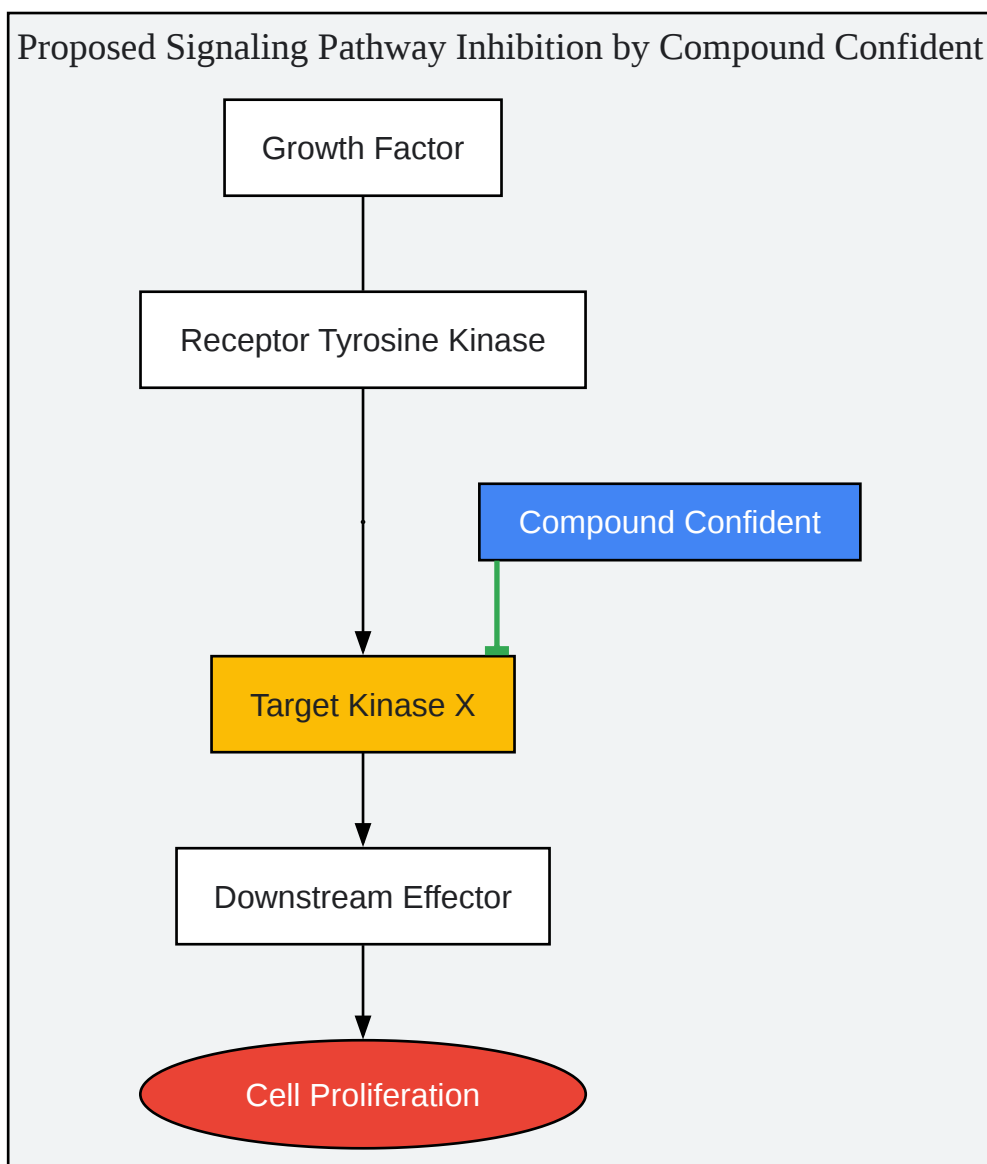 Proposed Signaling Pathway Inhibition by Compound Confident
Growth Factor
Receptor Tyrosine Kinase
Compound Confident
Target Kinase X
Downstream Effector
Cell Proliferation